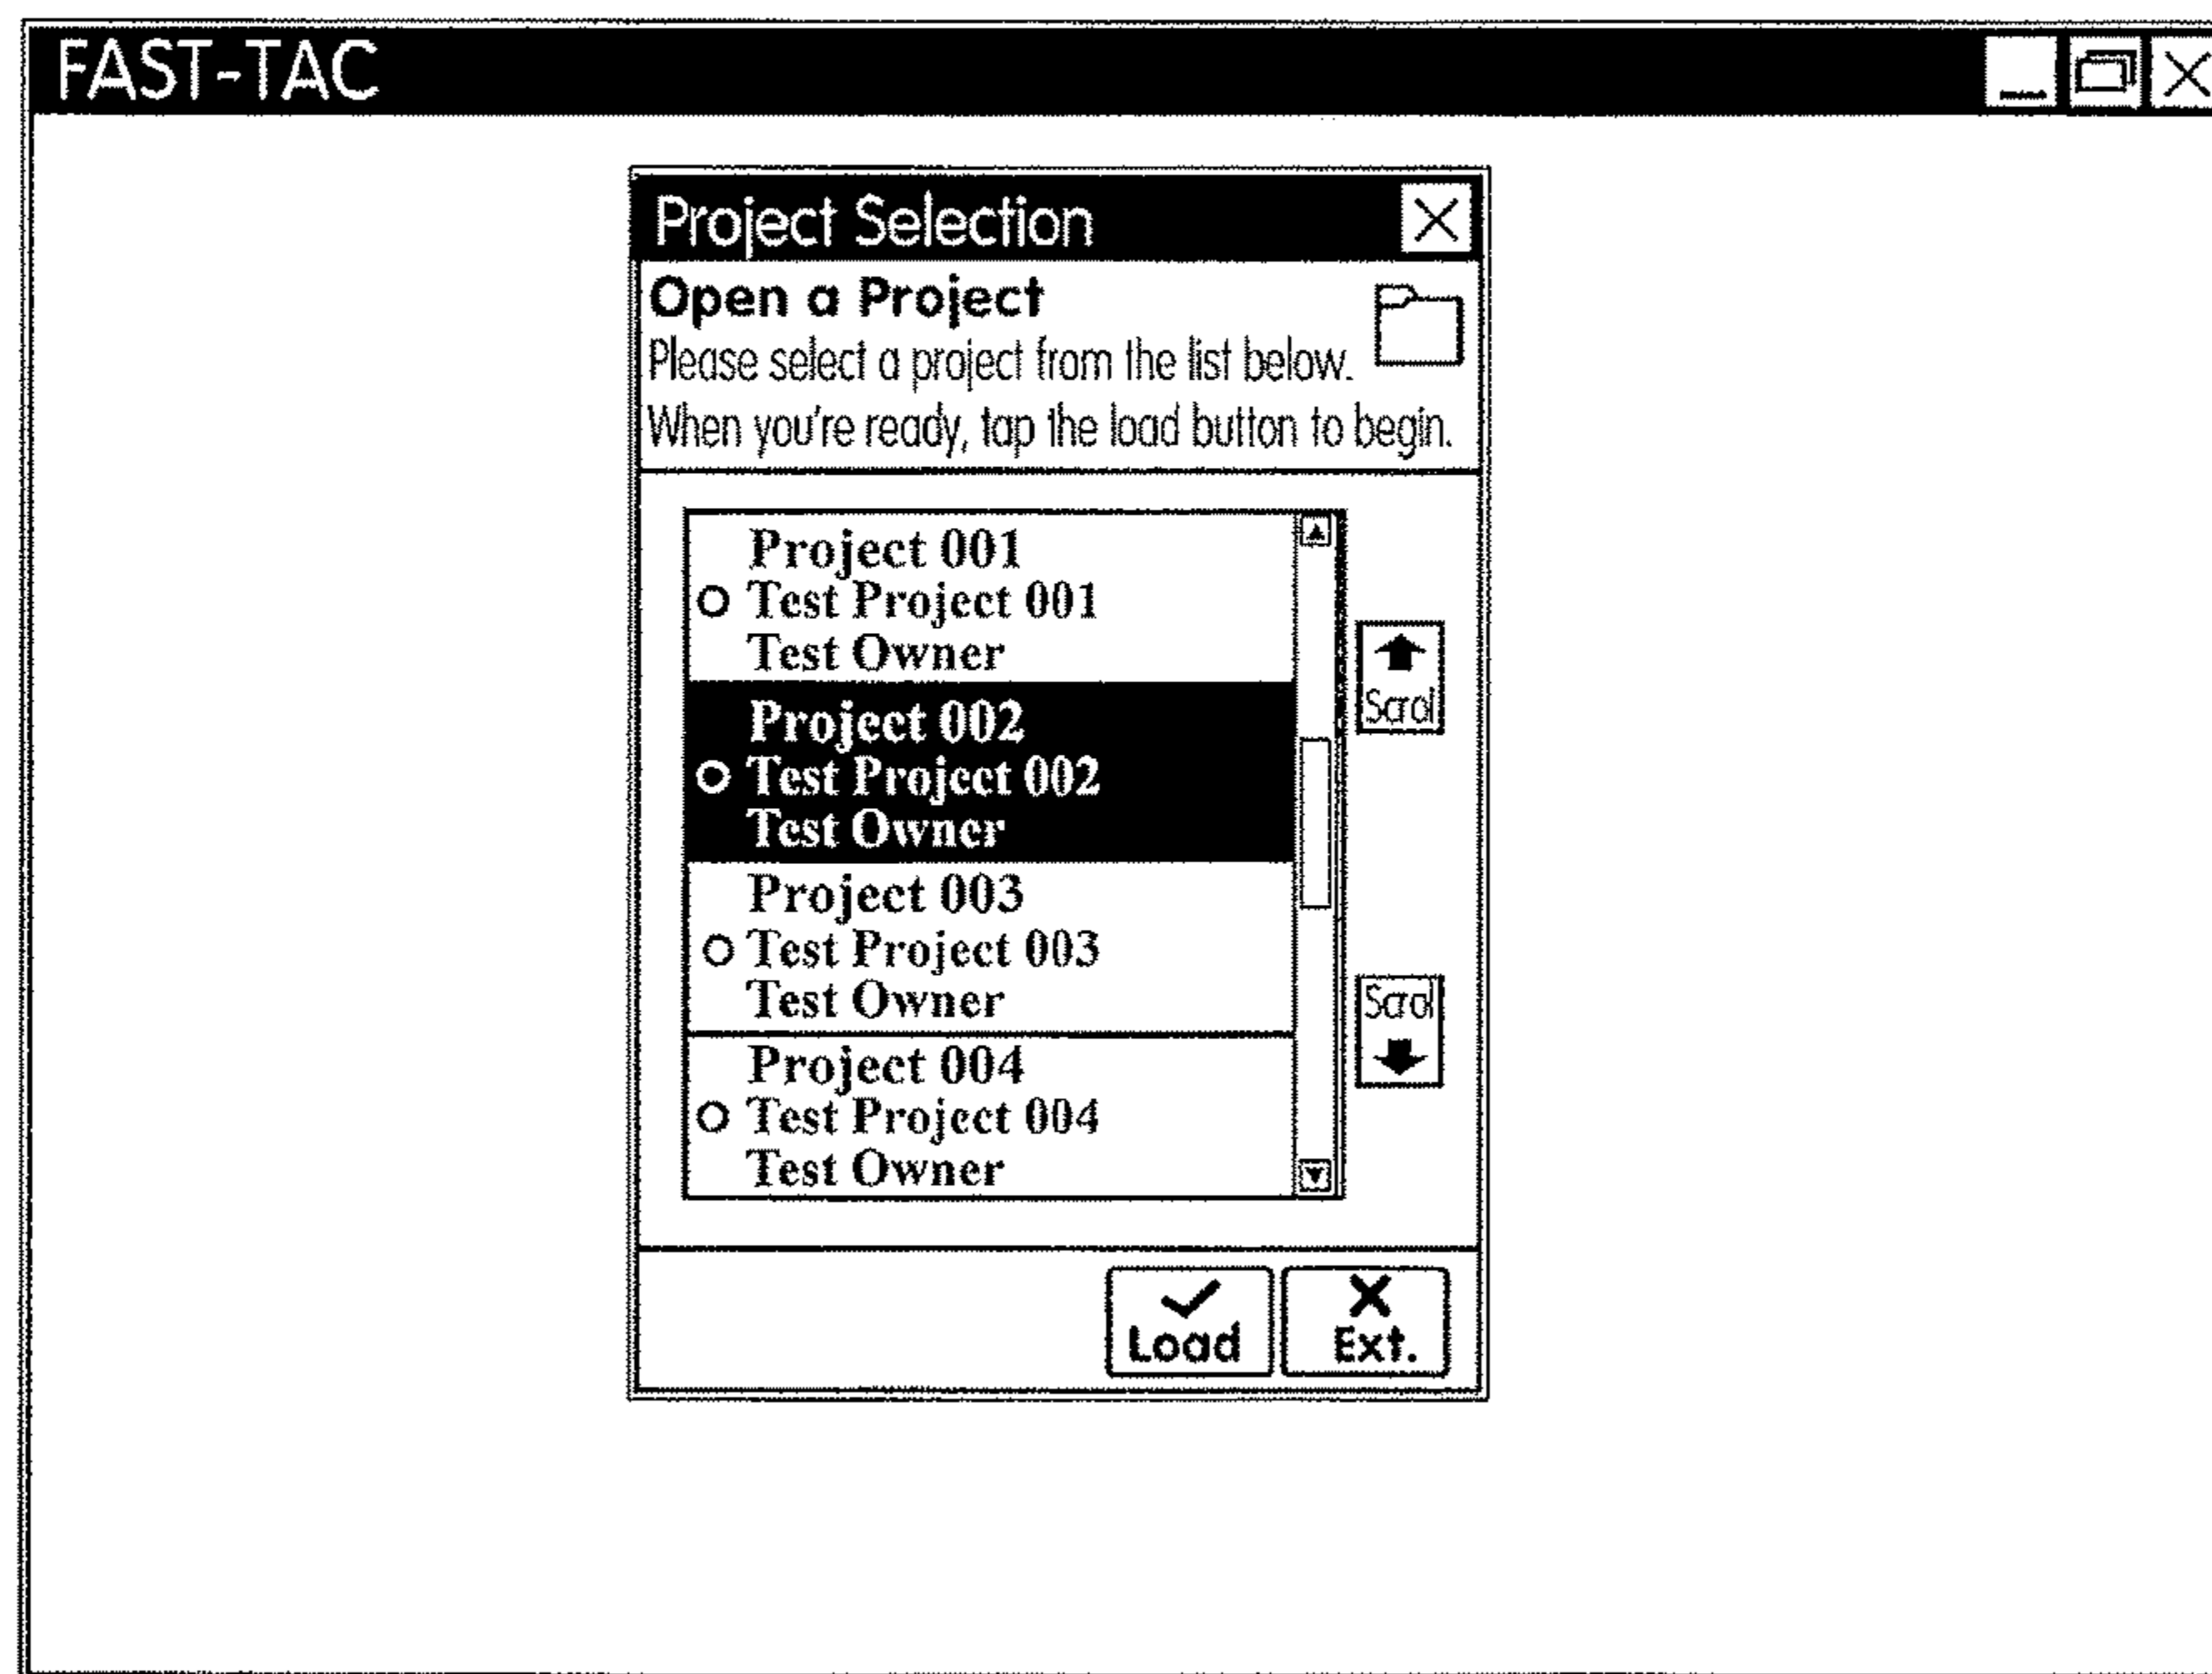 FAST-TAC
Project Selection
Open a Project
Please select a project from the list below.
When you're ready, tap the load button to begin.
Project 001
Test Project 001
Test Owner
Scroll
Project 002
Test Project 002
Test Owner
Project 003
Test Project 003
Test Owner
Scroll
Project 004
Test Project 004
Test Owner
Load
Ext.